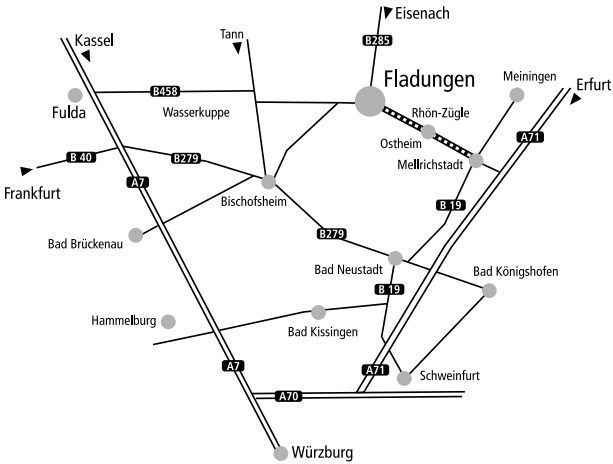 Eisenach
Kassel
Tann
B285
Fladungen
Meiningen
Erfurt
B458
Fulda
Wasserkuppe
Rhön-Zügle
Ostheim
A71
Mellrichstadt
B 40
B279
Frankfurt
A7
Bischofsheim
B 19
B279
Bad Brückenau
Bad Neustadt
Bad Königshofen
B 19
Hammelburg
Bad Kissingen
A7
A71
Schweinfurt
A70
Würzburg